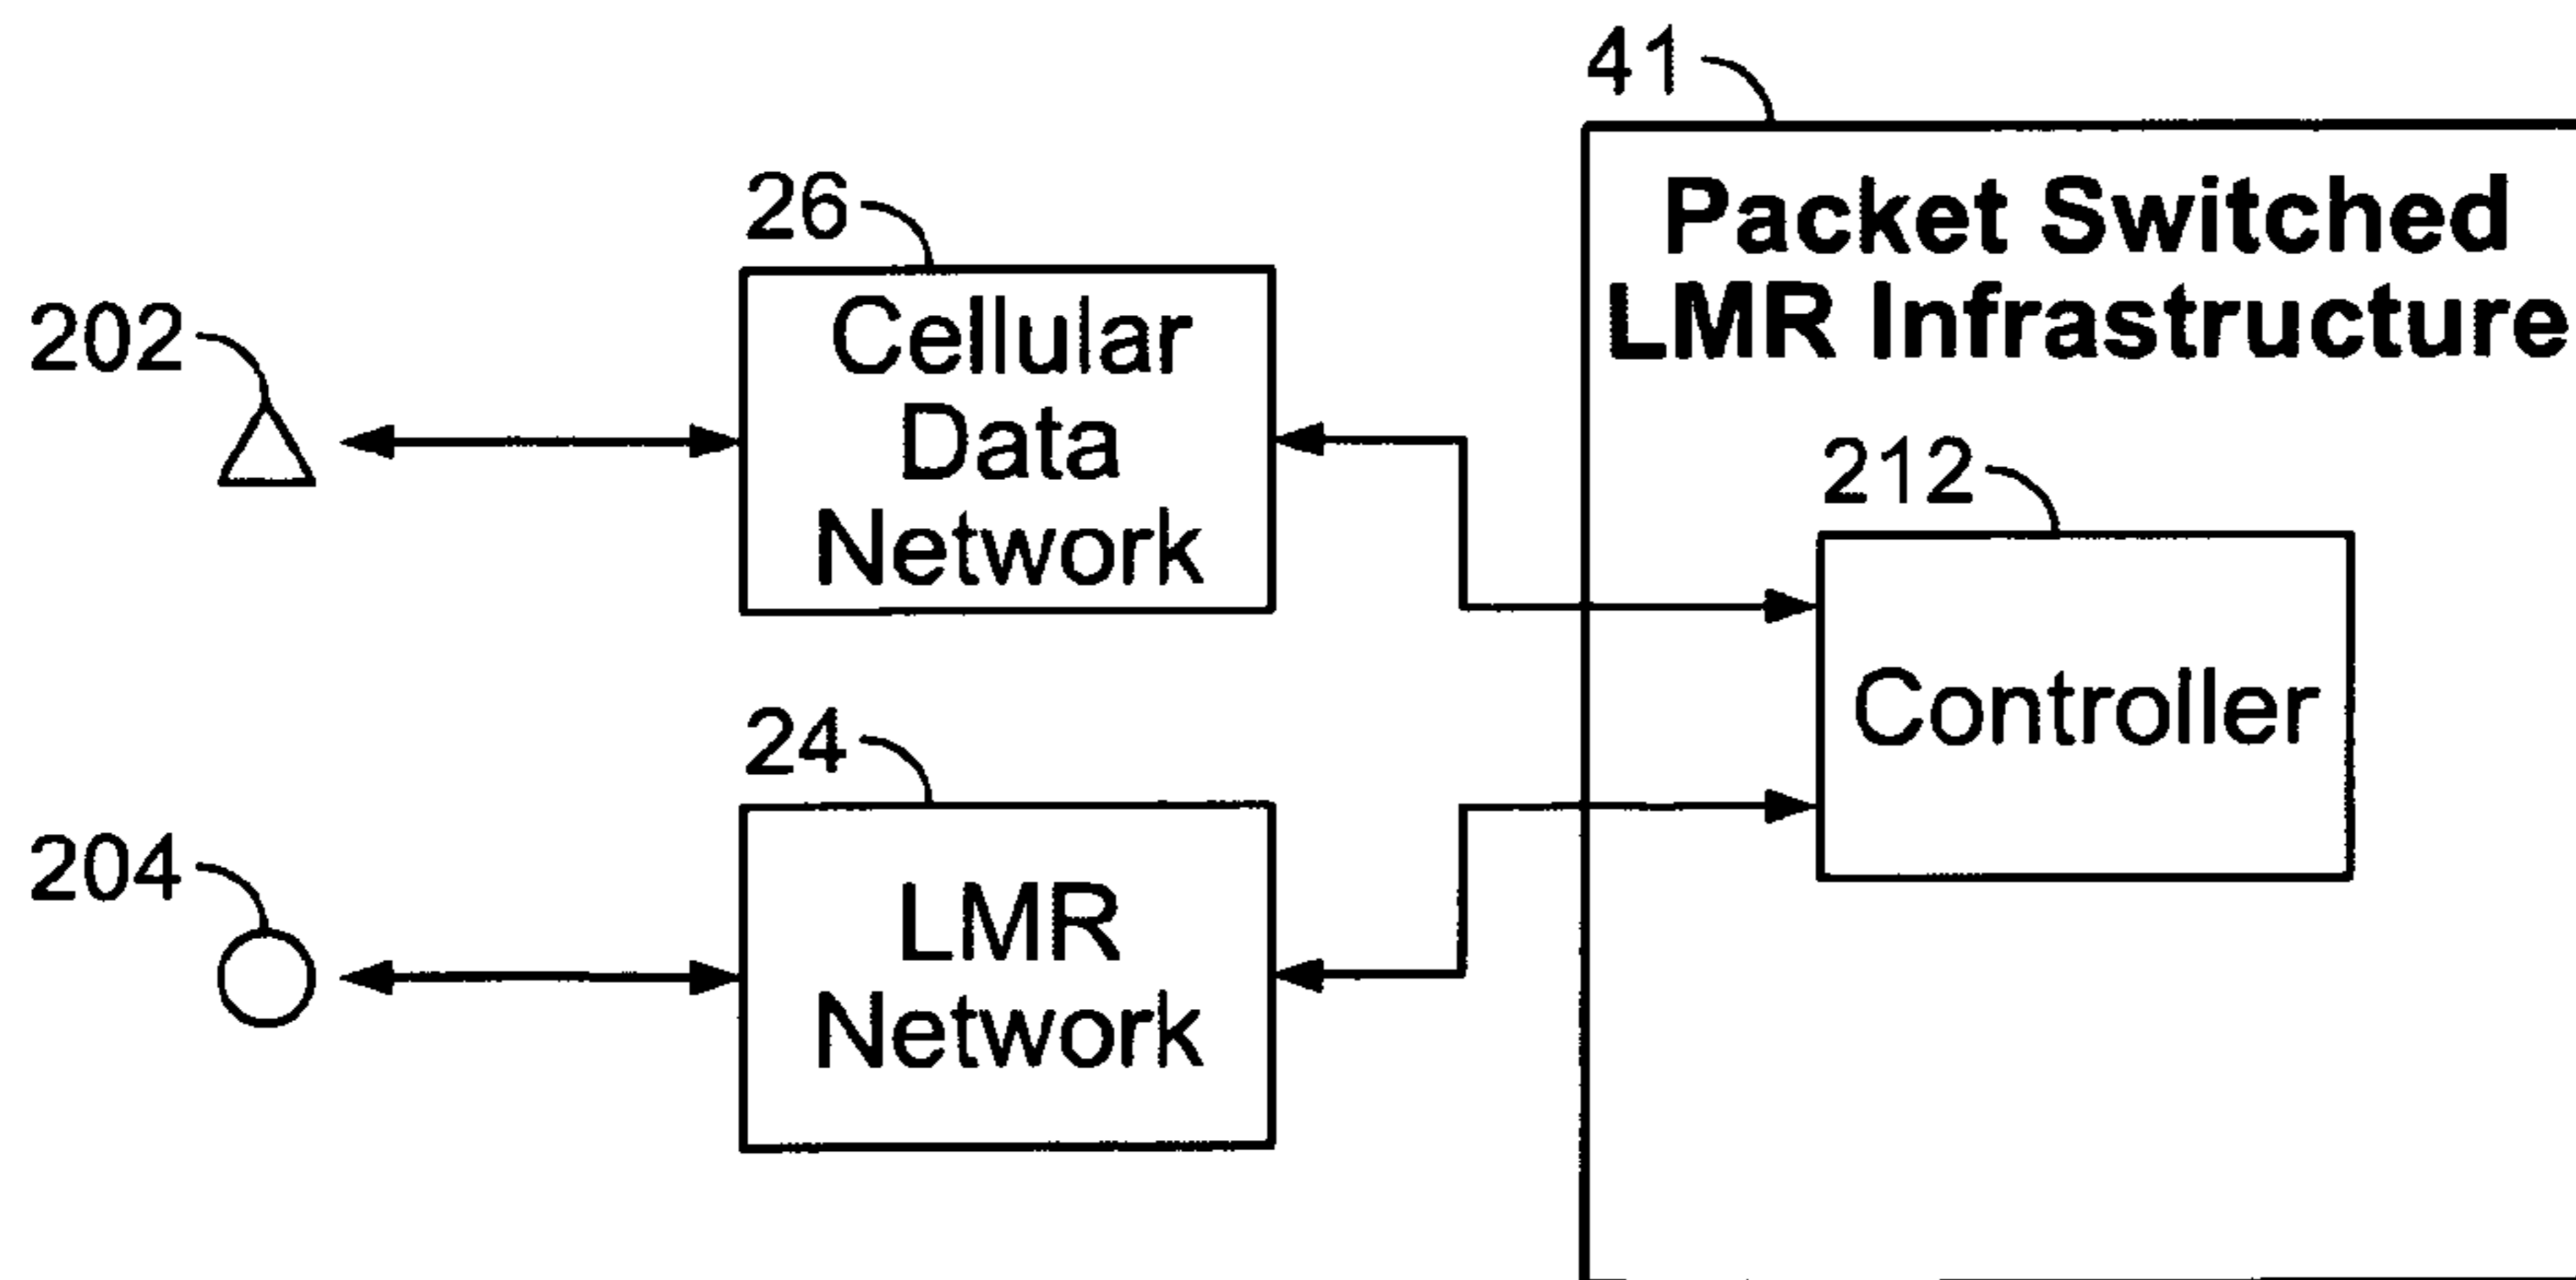 41
Packet Switched
LMR Infrastructure
26
Cellular
Data
Network
202
212
Controller
24
LMR
Network
204